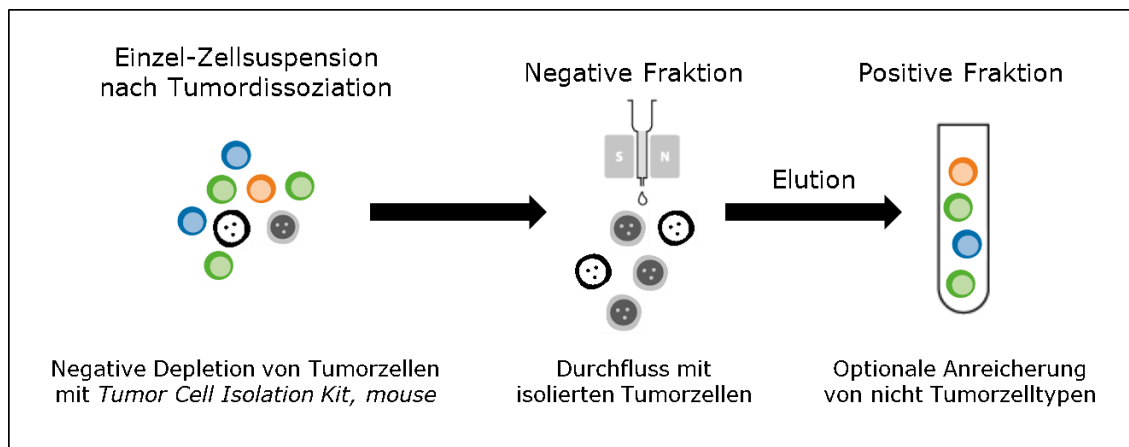 Einzel-Zellsuspension
nach Tumordissoziation
Negative Fraktion
Positive Fraktion
S
N
Elution
Negative Depletion von Tumorzellen
mit Tumor Cell Isolation Kit, mouse
Durchfluss mit
isolierten Tumorzellen
Optionale Anreicherung
von nicht Tumorzelltypen